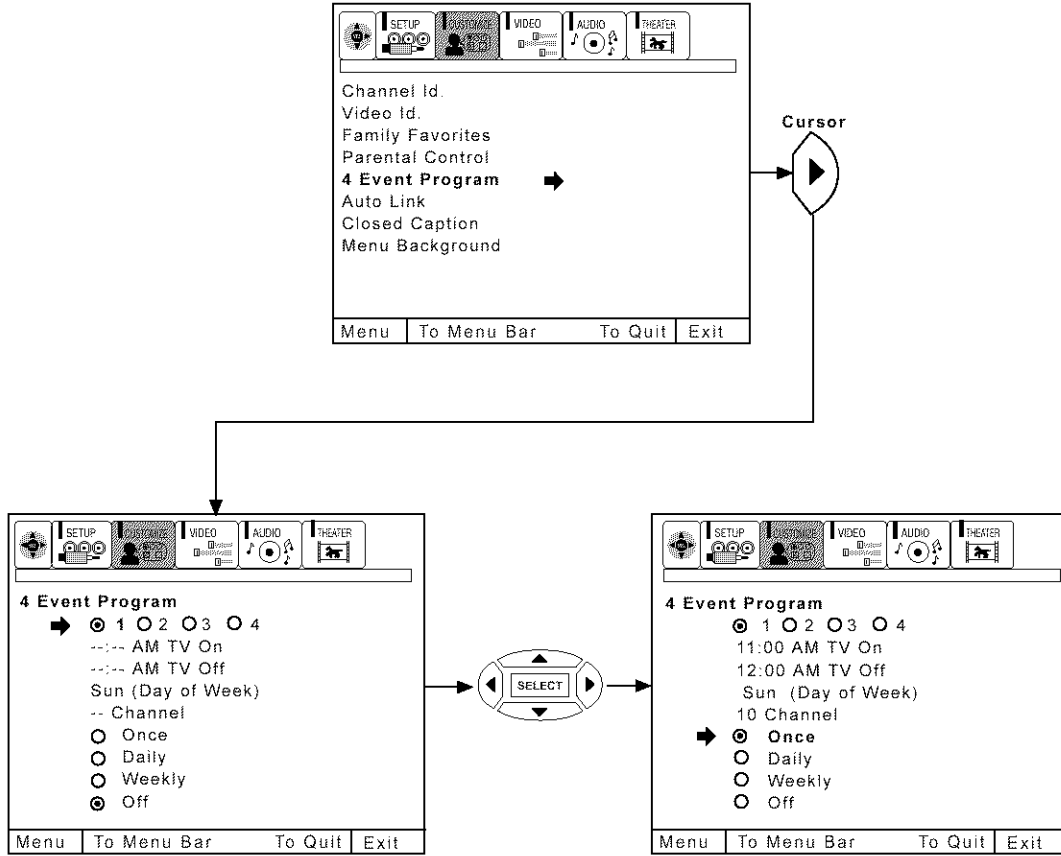 SETUP CUSTOMIZE VIDEO AUDIO THEATER
Channel Id.
Video Id.
Family Favorites
Parental Control
4 Event Program
Auto Link
Closed Caption
Menu Background
Menu To Menu Bar To Quit Exit
Cursor
SETUP CUSTOMIZE VIDEO AUDIO THEATER
4 Event Program
1 2 3 4
--:-- AM TV On
--:-- AM TV Off
Sun (Day of Week)
-- Channel
Once
Daily
Weekly
Off
Menu To Menu Bar To Quit Exit
SELECT
SETUP CUSTOMIZE VIDEO AUDIO THEATER
4 Event Program
1 2 3 4
11:00 AM TV On
12:00 AM TV Off
Sun (Day of Week)
10 Channel
Once
Daily
Weekly
Off
Menu To Menu Bar To Quit Exit